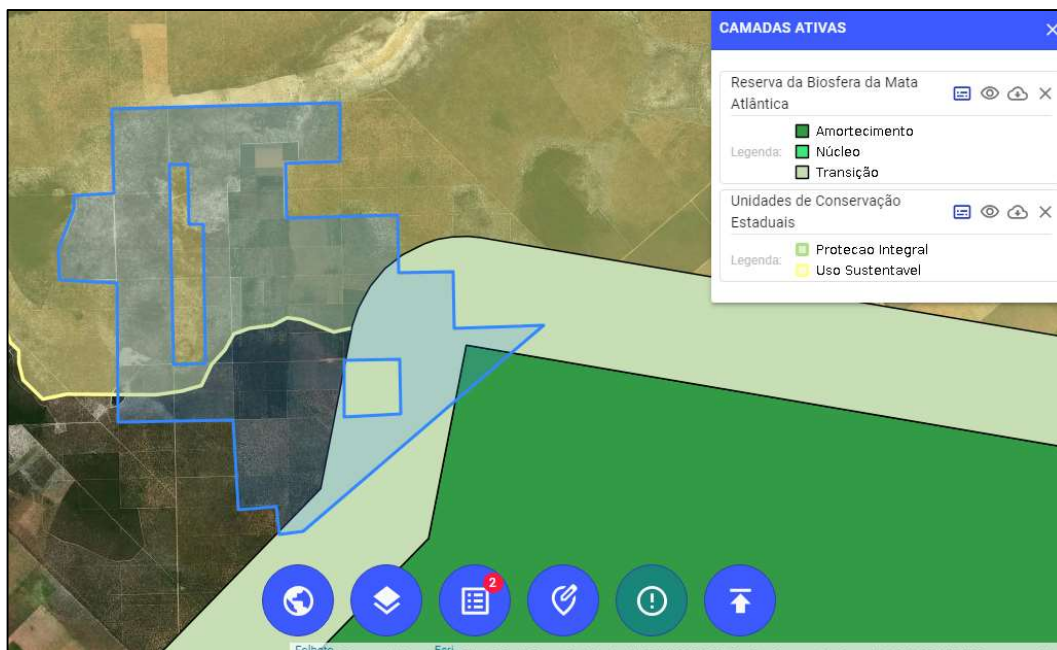 CAMADAS ATIVAS
Reserva da Biosfera da Mata
Atlântica
Legenda:
Amortecimento
Núcleo
Transição
Unidades de Conservação
Estaduais
Legenda:
Protecao Integral
Uso Sustentavel
2